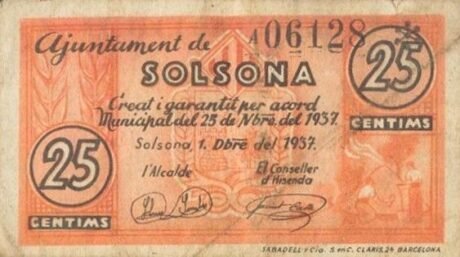 Ajuntament de
A 06128
SOLSONA
25
CENTIMS
Creat i garantit per acord
Municipal del 25 de Nbre. del 1937.
Solsona, 1. Dbre del 1937.
l'Alcalde
El Conseller
d'Hisenda
25
CENTIMS
SABADELL Y Cia. S. en C. CLARIS, 24 BARCELONA